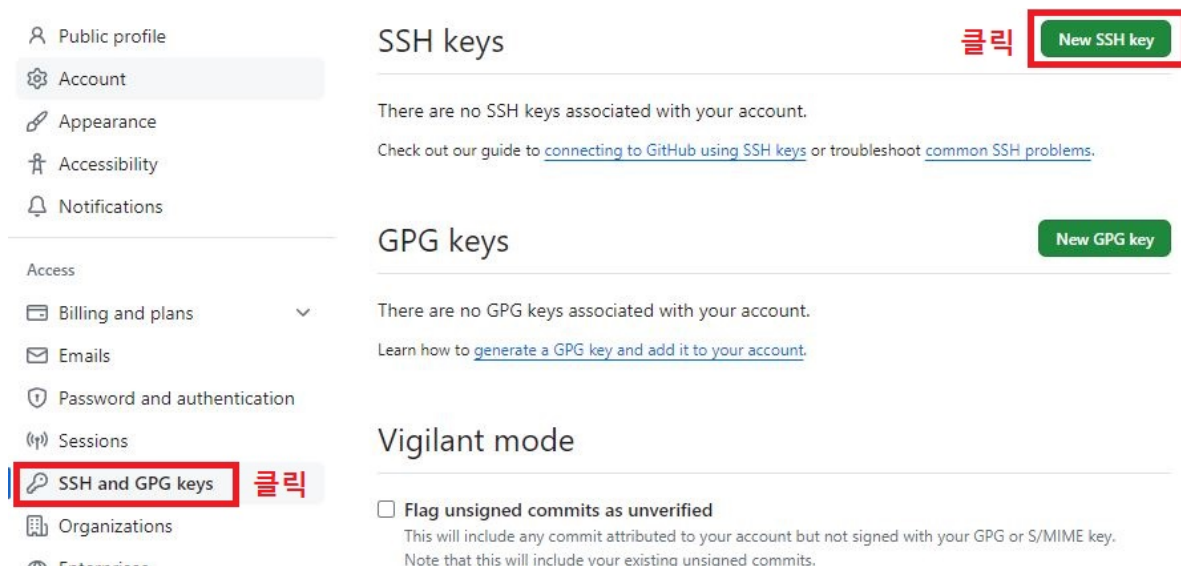 Public profile
Account
Appearance
Accessibility
Notifications
Access
Billing and plans
Emails
Password and authentication
Sessions
SSH and GPG keys 클릭
Organizations
Enterprises
SSH keys 클릭 New SSH key
There are no SSH keys associated with your account.
Check out our guide to connecting to GitHub using SSH keys or troubleshoot common SSH problems.
GPG keys New GPG key
There are no GPG keys associated with your account.
Learn how to generate a GPG key and add it to your account.
Vigilant mode
Flag unsigned commits as unverified
This will include any commit attributed to your account but not signed with your GPG or S/MIME key.
Note that this will include your existing unsigned commits.